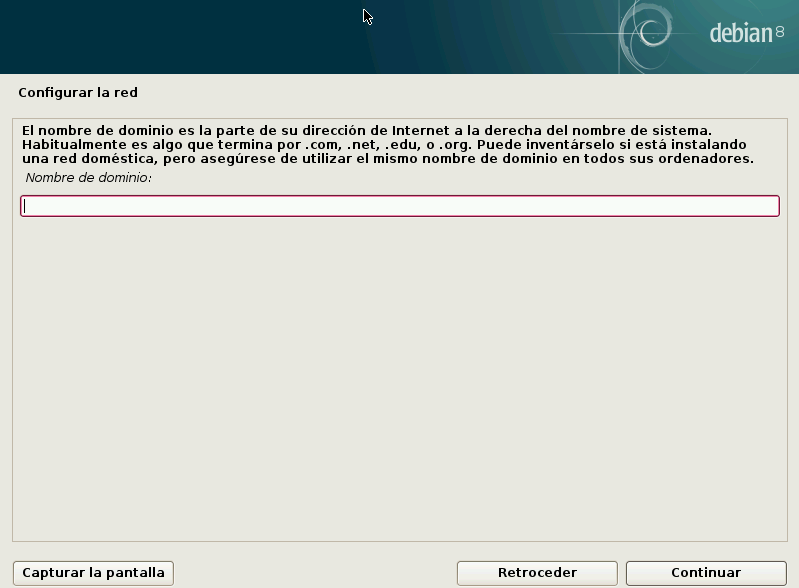 debian 8
Configurar la red
El nombre de dominio es la parte de su dirección de Internet a la derecha del nombre de sistema.
Habitualmente es algo que termina por .com, .net, .edu, o .org. Puede inventárselo si está instalando
una red doméstica, pero asegúrese de utilizar el mismo nombre de dominio en todos sus ordenadores.
Nombre de dominio:
Capturar la pantalla
Retroceder
Continuar